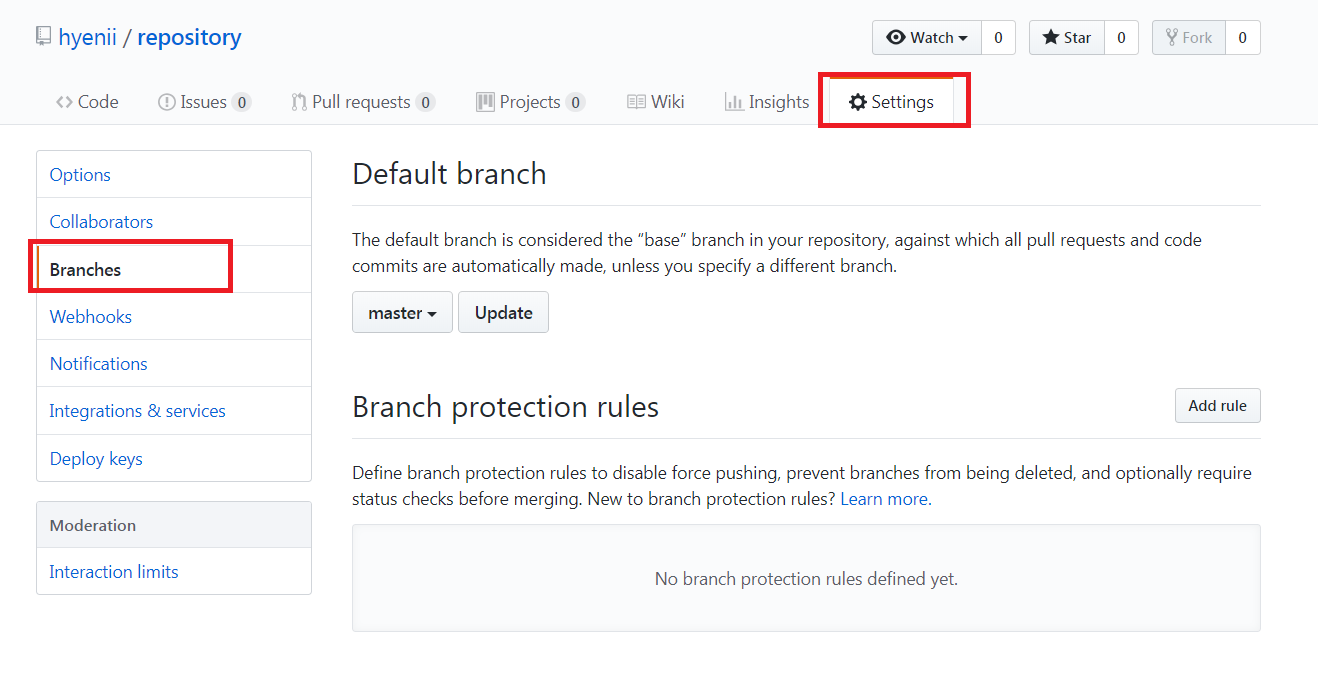 hyenii / repository
Watch 0 Star 0 Fork 0
Code Issues 0 Pull requests 0 Projects 0 Wiki Insights Settings
Options
Collaborators
Branches
Webhooks
Notifications
Integrations & services
Deploy keys
Moderation
Interaction limits
Default branch
The default branch is considered the “base” branch in your repository, against which all pull requests and code
commits are automatically made, unless you specify a different branch.
master Update
Branch protection rules
Add rule
Define branch protection rules to disable force pushing, prevent branches from being deleted, and optionally require
status checks before merging. New to branch protection rules? Learn more.
No branch protection rules defined yet.